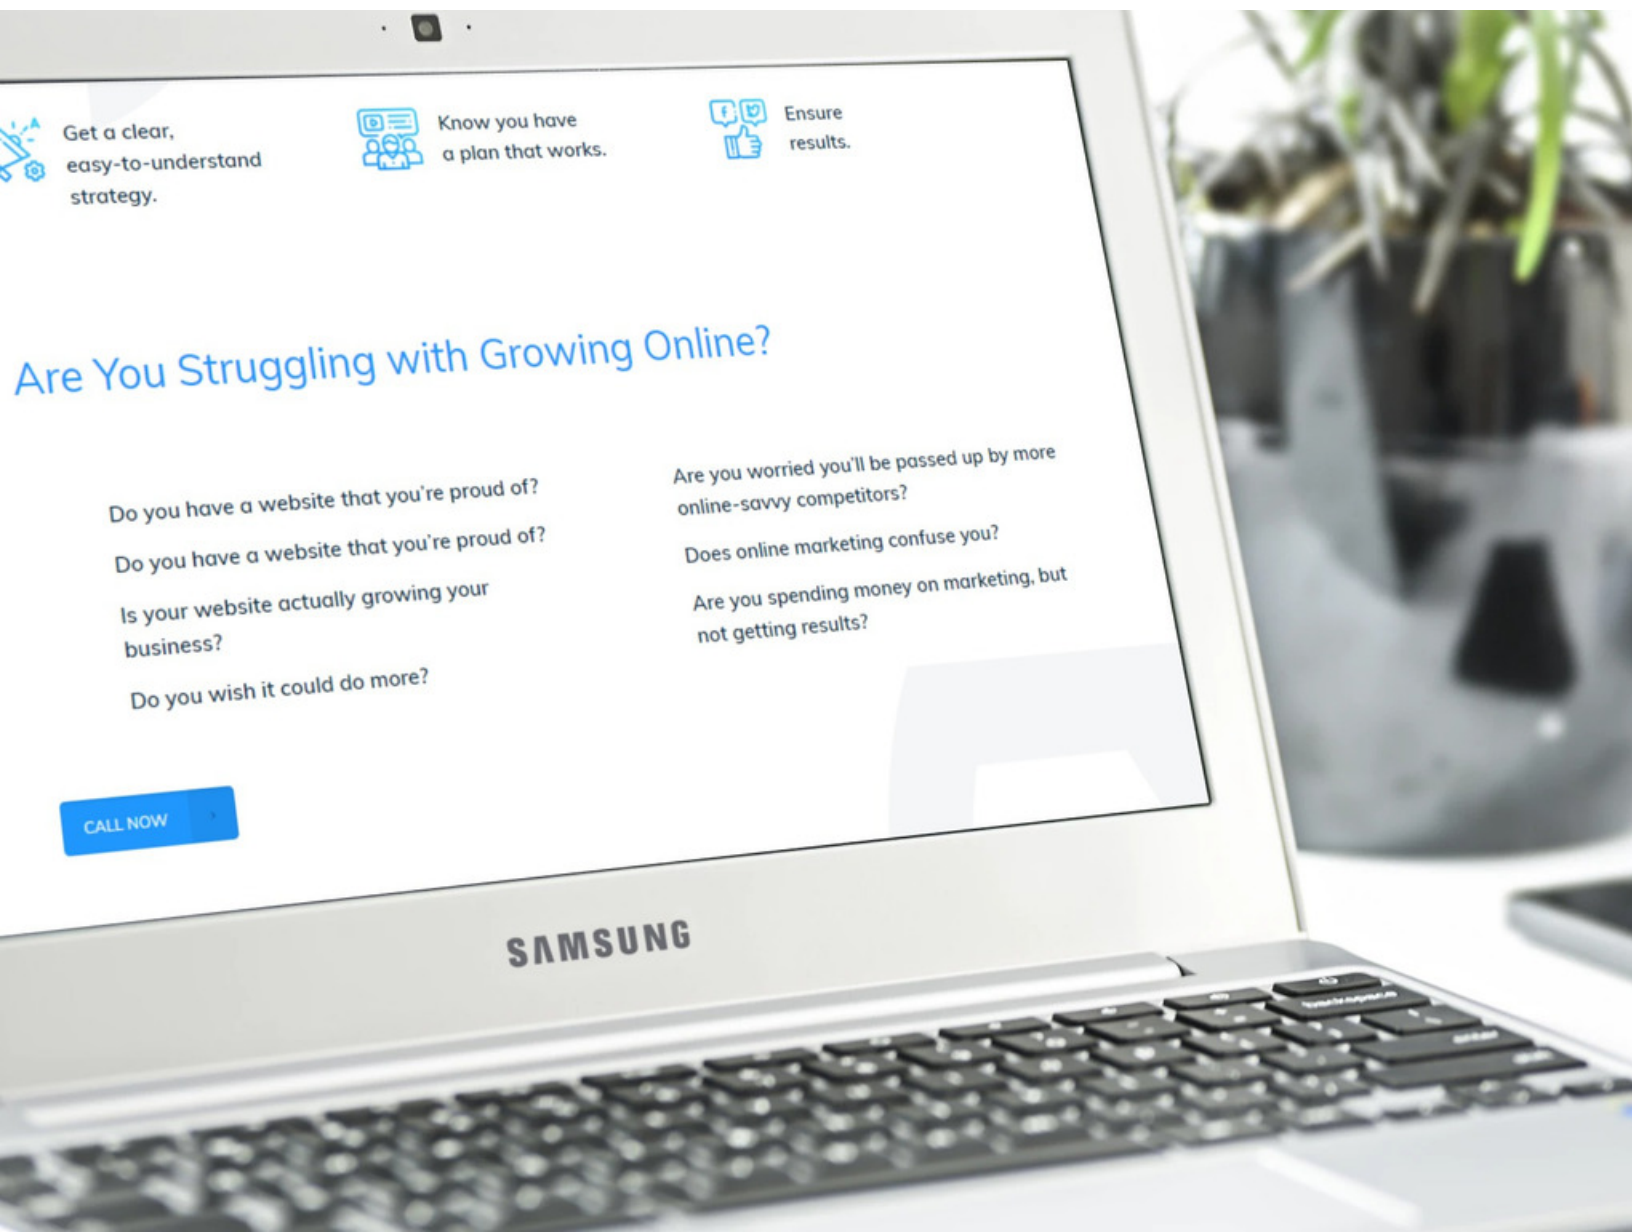 Get a clear,
easy-to-understand
strategy.
Know you have
a plan that works.
Ensure
results.
Are You Struggling with Growing Online?
Do you have a website that you're proud of?
Do you have a website that you're proud of?
Is your website actually growing your
business?
Do you wish it could do more?
Are you worried you'll be passed up by more
online-savvy competitors?
Does online marketing confuse you?
Are you spending money on marketing, but
not getting results?
CALL NOW
SAMSUNG
backspace
enter
shift